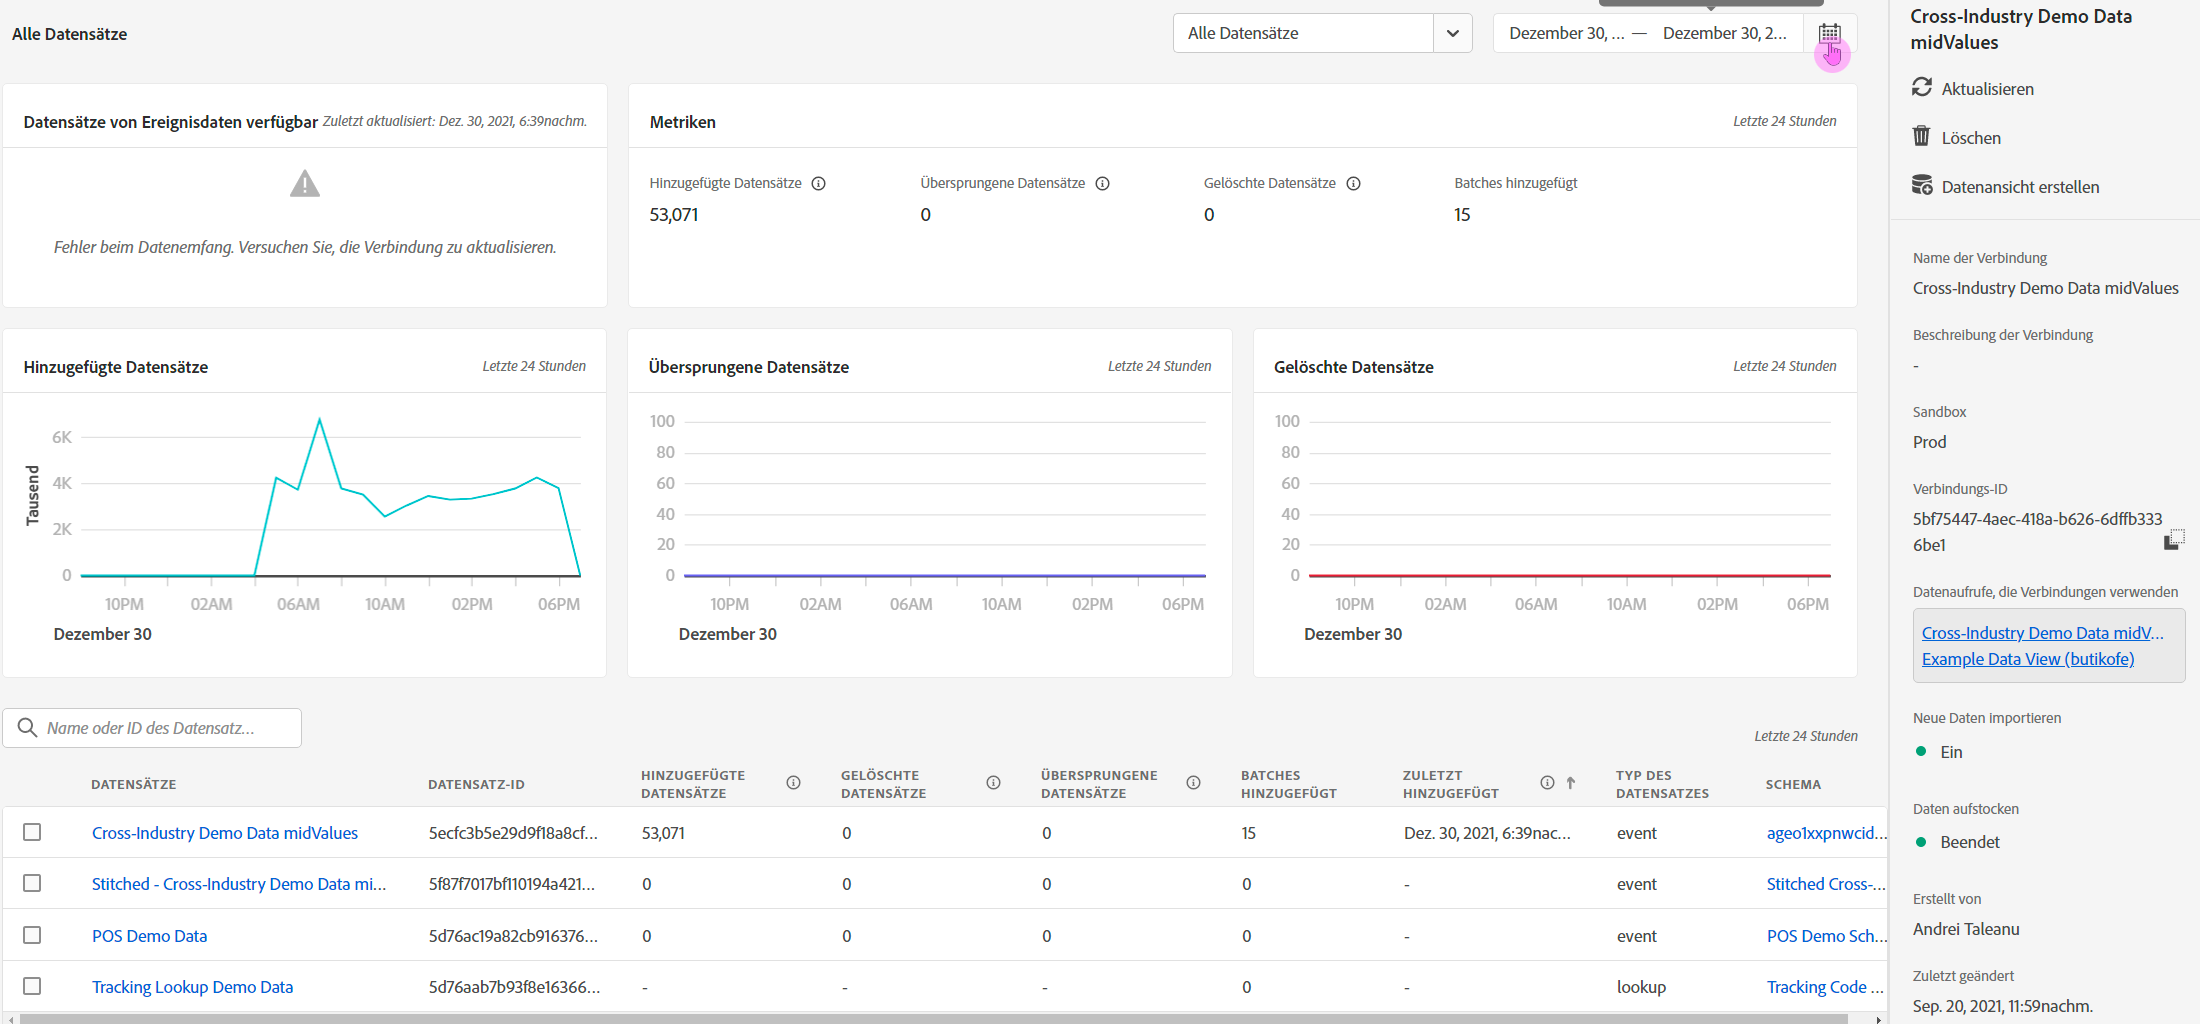 Alle Datensätze
Alle Datensätze
Dezember 30, ... — Dezember 30, 2...
Datensätze von Ereignisdaten verfügbar Zuletzt aktualisiert: Dez. 30, 2021, 6:39nachm.
Fehler beim Datenemfang. Versuchen Sie, die Verbindung zu aktualisieren.
Metriken Letzte 24 Stunden
Hinzugefügte Datensätze Übersprungene Datensätze Gelöschte Datensätze Batches hinzugefügt
53,071 0 0 15
Hinzugefügte Datensätze Letzte 24 Stunden
Tausend
6K
4K
2K
0
10PM 02AM 06AM 10AM 02PM 06PM
Dezember 30
Übersprungene Datensätze Letzte 24 Stunden
100
80
60
40
20
0
10PM 02AM 06AM 10AM 02PM 06PM
Dezember 30
Gelöschte Datensätze Letzte 24 Stunden
100
80
60
40
20
0
10PM 02AM 06AM 10AM 02PM 06PM
Dezember 30
Name oder ID des Datensatz...
Letzte 24 Stunden
DATENSÄTZE DATENSATZ-ID HINZUGEFÜGTE DATENSÄTZE GELÖSCHTE DATENSÄTZE ÜBERSPRUNGENE DATENSÄTZE BATCHES HINZUGEFÜGT ZULETZT HINZUGEFÜGT TYP DES DATENSATZES SCHEMA
Cross-Industry Demo Data midValues 5ecfc3b5e29d9f18a8cf... 53,071 0 0 15 Dez. 30, 2021, 6:39nac... event ageo1xxpnwcid...
Stitched - Cross-Industry Demo Data mi... 5f87f7017bf110194a421... 0 0 0 0 - event Stitched Cross-...
POS Demo Data 5d76ac19a82cb916376... 0 0 0 0 - event POS Demo Sch...
Tracking Lookup Demo Data 5d76aab7b93f8e16366... - - - 0 - lookup Tracking Code ...
Cross-Industry Demo Data
midValues
Aktualisieren
Löschen
Datenansicht erstellen
Name der Verbindung
Cross-Industry Demo Data midValues
Beschreibung der Verbindung
-
Sandbox
Prod
Verbindungs-ID
5bf75447-4aec-418a-b626-6dffb333
6be1
Datenaufrufe, die Verbindungen verwenden
Cross-Industry Demo Data midV...
Example Data View (butikofe)
Neue Daten Importieren
Ein
Daten aufstocken
Beendet
Erstellt von
Andrei Taleanu
Zuletzt geändert
Sep. 20, 2021, 11:59nachm.